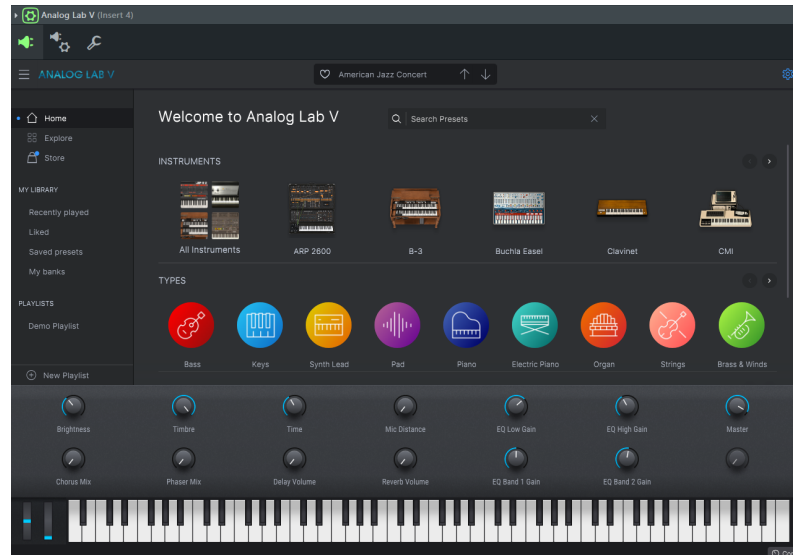 Analog Lab V (Insert 4)
ANALOG LAB V
American Jazz Concert
Home
Explore
Store
MY LIBRARY
Recently played
Liked
Saved presets
My banks
PLAYLISTS
Demo Playlist
New Playlist
Welcome to Analog Lab V
Search Presets
INSTRUMENTS
All Instruments
ARP 2600
B-3
Buchla Easel
Clavinet
CMI
TYPES
Bass
Keys
Synth Lead
Pad
Piano
Electric Piano
Organ
Strings
Brass & Winds
Brightness
Timbre
Time
Mic Distance
EQ Low Gain
EQ High Gain
Master
Chorus Mix
Phaser Mix
Delay Volume
Reverb Volume
EQ Band 1 Gain
EQ Band 2 Gain